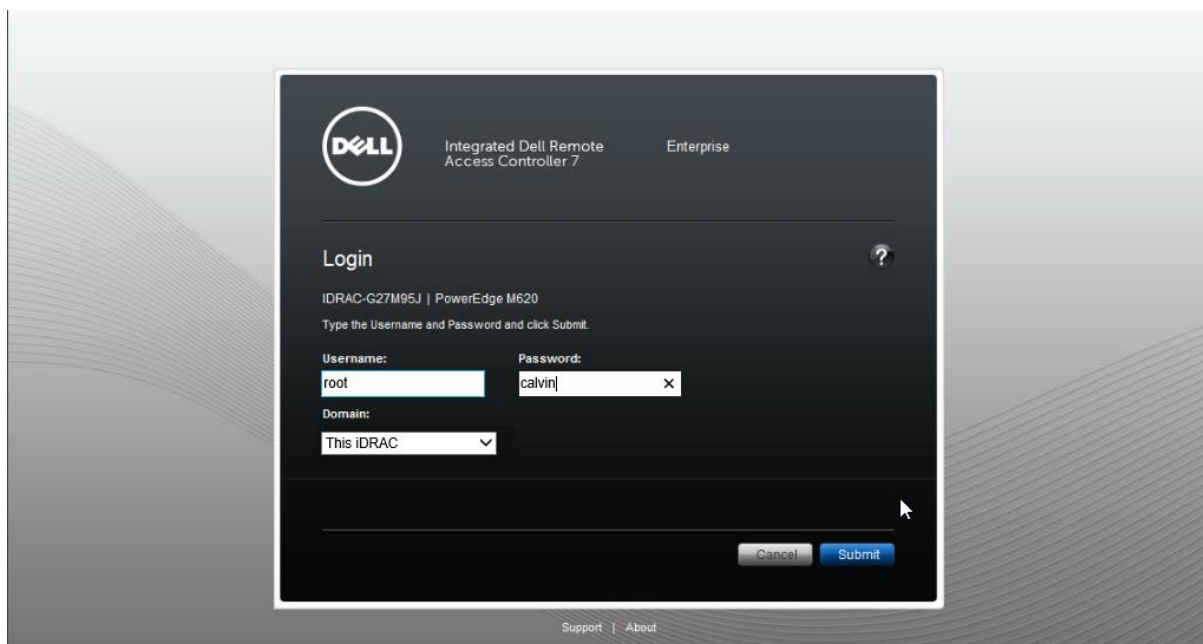 DELL
Integrated Dell Remote Enterprise
Access Controller 7
Login
?
IDRAC-G27M95J | PowerEdge M620
Type the Username and Password and click Submit.
Username: Password:
root calvin ×
Domain:
This iDRAC
Cancel Submit
Support | About